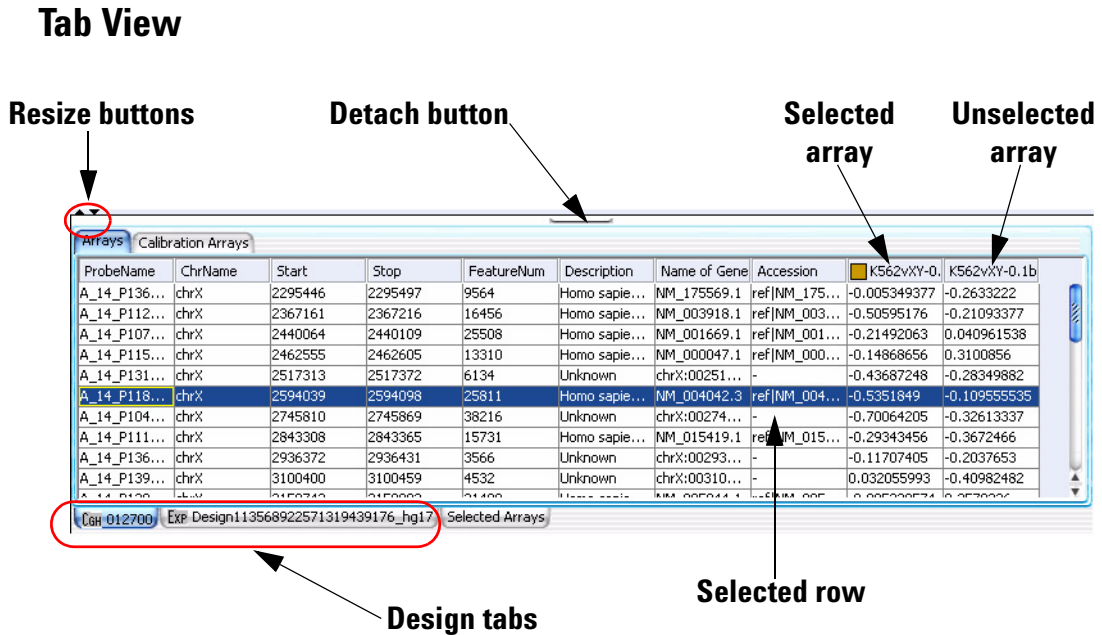 Tab View
Resize buttons
Detach button
Selected array
Unselected array
Arrays Calibration Arrays
ProbeName ChrName Start Stop FeatureNum Description Name of Gene Accession K562vXY-0. K562vXY-0.1b
A_14_P136... chrX 2295446 2295497 9564 Homo sapie... NM_175569.1 ref|NM_175... -0.005349377 -0.2633222
A_14_P112... chrX 2367161 2367216 16456 Homo sapie... NM_003918.1 ref|NM_003... -0.50595176 -0.21093377
A_14_P107... chrX 2440064 2440109 25508 Homo sapie... NM_001669.1 ref|NM_001... -0.21492063 0.040961538
A_14_P115... chrX 2462555 2462605 13310 Homo sapie... NM_000047.1 ref|NM_000... -0.14868656 0.3100856
A_14_P131... chrX 2517313 2517372 6134 Unknown chrX:00251... - -0.43687248 -0.28349882
A_14_P118... chrX 2594039 2594098 25811 Homo sapie... NM_004042.3 ref|NM_004... -0.5351849 -0.109555535
A_14_P104... chrX 2745810 2745869 38216 Unknown chrX:00274... - -0.70064205 -0.32613337
A_14_P111... chrX 2843308 2843365 15731 Homo sapie... NM_015419.1 ref|NM_015... -0.29343456 -0.3672466
A_14_P136... chrX 2936372 2936431 3566 Unknown chrX:00293... - -0.11707405 -0.2037653
A_14_P139... chrX 3100400 3100459 4532 Unknown chrX:00310... - 0.032055993 -0.40982482
CGH 012700 EXP Design113568922571319439176_hg17 Selected Arrays
Selected row
Design tabs